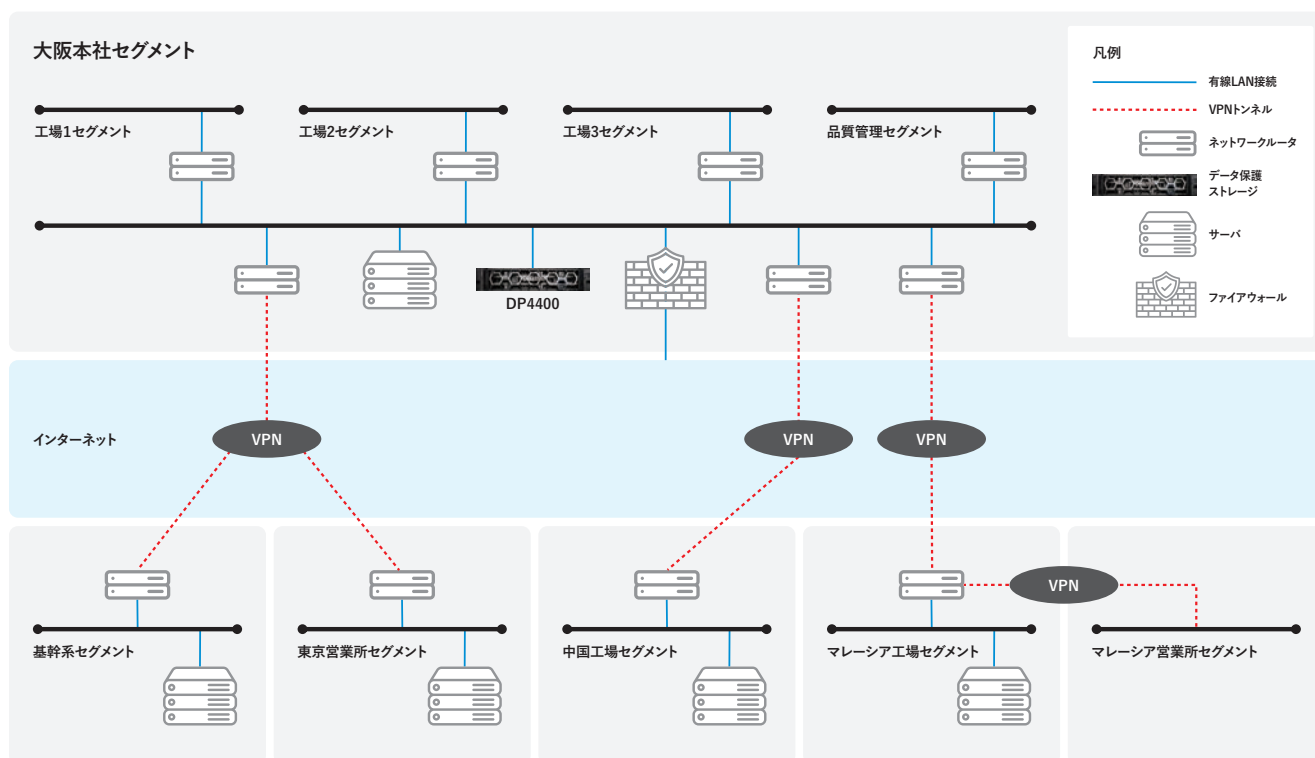 大阪本社セグメント
凡例
有線LAN接続
VPNトンネル
ネットワークルータ
データ保護
ストレージ
サーバ
ファイアウォール
工場1セグメント
工場2セグメント
工場3セグメント
品質管理セグメント
DP4400
インターネット
VPN
VPN
VPN
VPN
基幹系セグメント
東京営業所セグメント
中国工場セグメント
マレーシア工場セグメント
マレーシア営業所セグメント